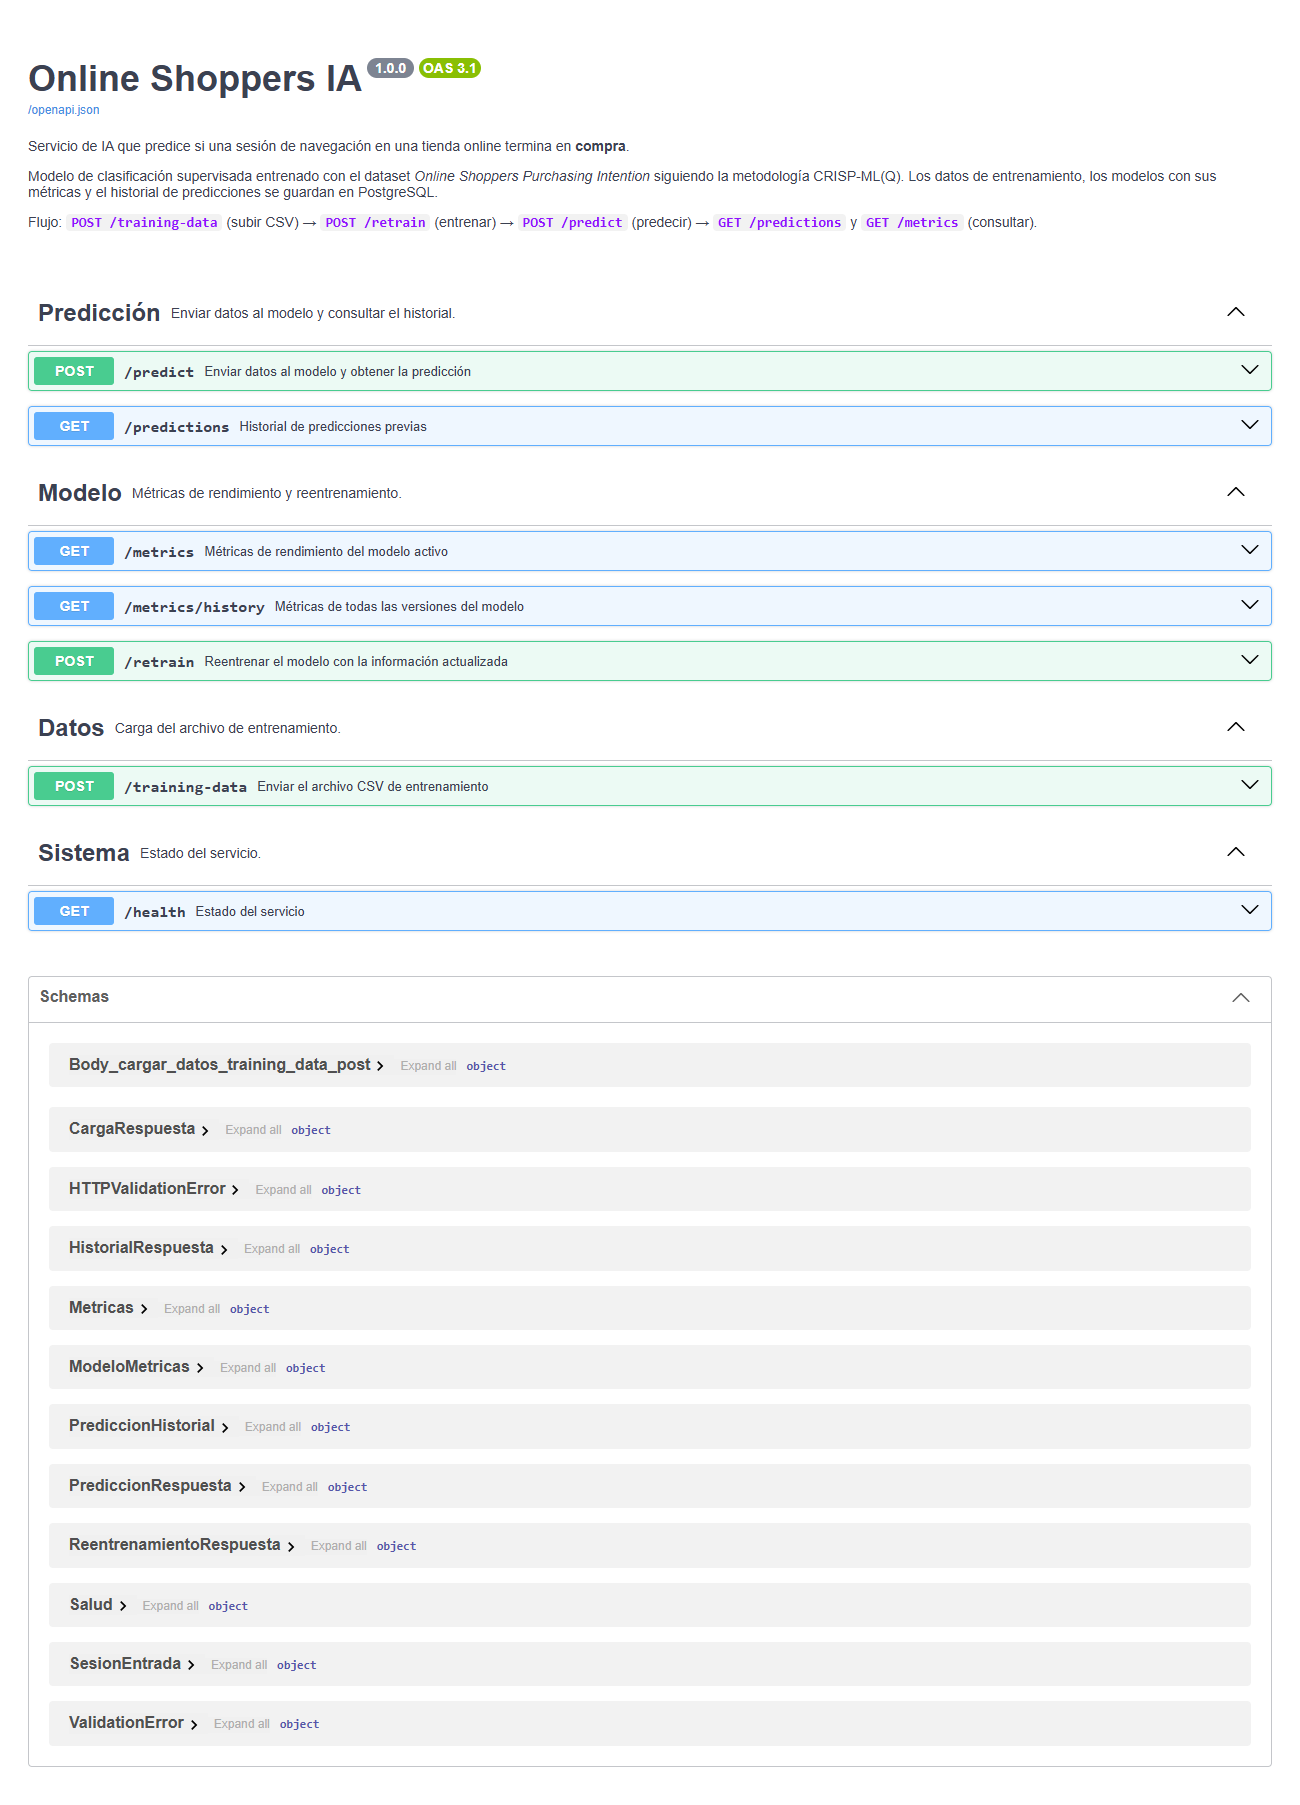 Online Shoppers IA 1.0.0 OAS 3.1
/openapi.json
Servicio de IA que predice si una sesión de navegación en una tienda online termina en compra.
Modelo de clasificación supervisada entrenado con el dataset Online Shoppers Purchasing Intention siguiendo la metodología CRISP-ML(Q). Los datos de entrenamiento, los modelos con sus
métricas y el historial de predicciones se guardan en PostgreSQL.
Flujo: POST /training-data (subir CSV) → POST /retrain (entrenar) → POST /predict (predecir) → GET /predictions y GET /metrics (consultar).
Predicción Enviar datos al modelo y consultar el historial.
POST /predict Enviar datos al modelo y obtener la predicción
GET /predictions Historial de predicciones previas
Modelo Métricas de rendimiento y reentrenamiento.
GET /metrics Métricas de rendimiento del modelo activo
GET /metrics/history Métricas de todas las versiones del modelo
POST /retrain Reentrenar el modelo con la información actualizada
Datos Carga del archivo de entrenamiento.
POST /training-data Enviar el archivo CSV de entrenamiento
Sistema Estado del servicio.
GET /health Estado del servicio
Schemas
Body_cargar_datos_training_data_post Expand all object
CargaRespuesta Expand all object
HTTPValidationError Expand all object
HistorialRespuesta Expand all object
Metricas Expand all object
ModeloMetricas Expand all object
PrediccionHistorial Expand all object
PrediccionRespuesta Expand all object
ReentrenamientoRespuesta Expand all object
Salud Expand all object
SesionEntrada Expand all object
ValidationError Expand all object